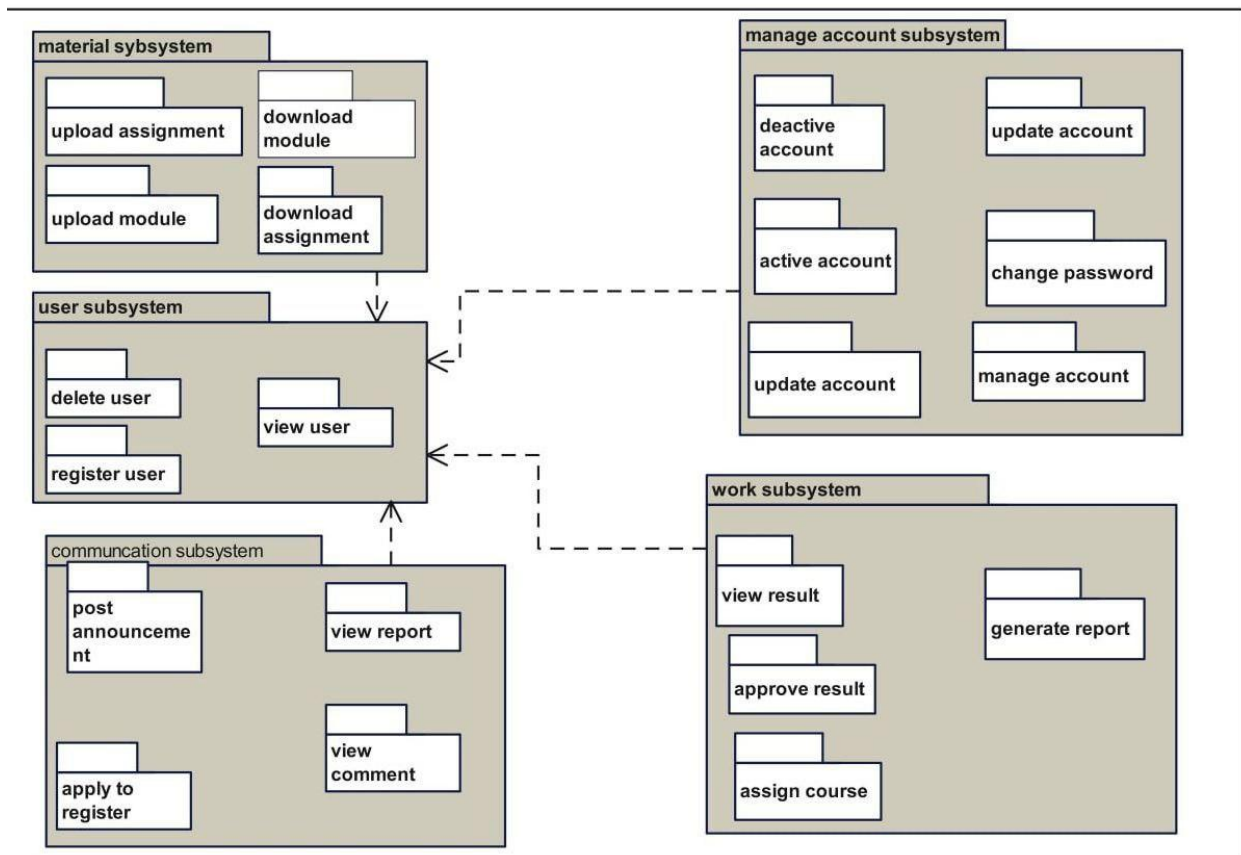 material sybsystem
upload assignment
download
module
upload module
download
assignment
user subsystem
delete user
view user
register user
communcation subsystem
post
announceme
nt
view report
view
comment
apply to
register
manage account subsystem
deactive
account
update account
active account
change password
update account
manage account
work subsystem
view result
generate report
approve result
assign course